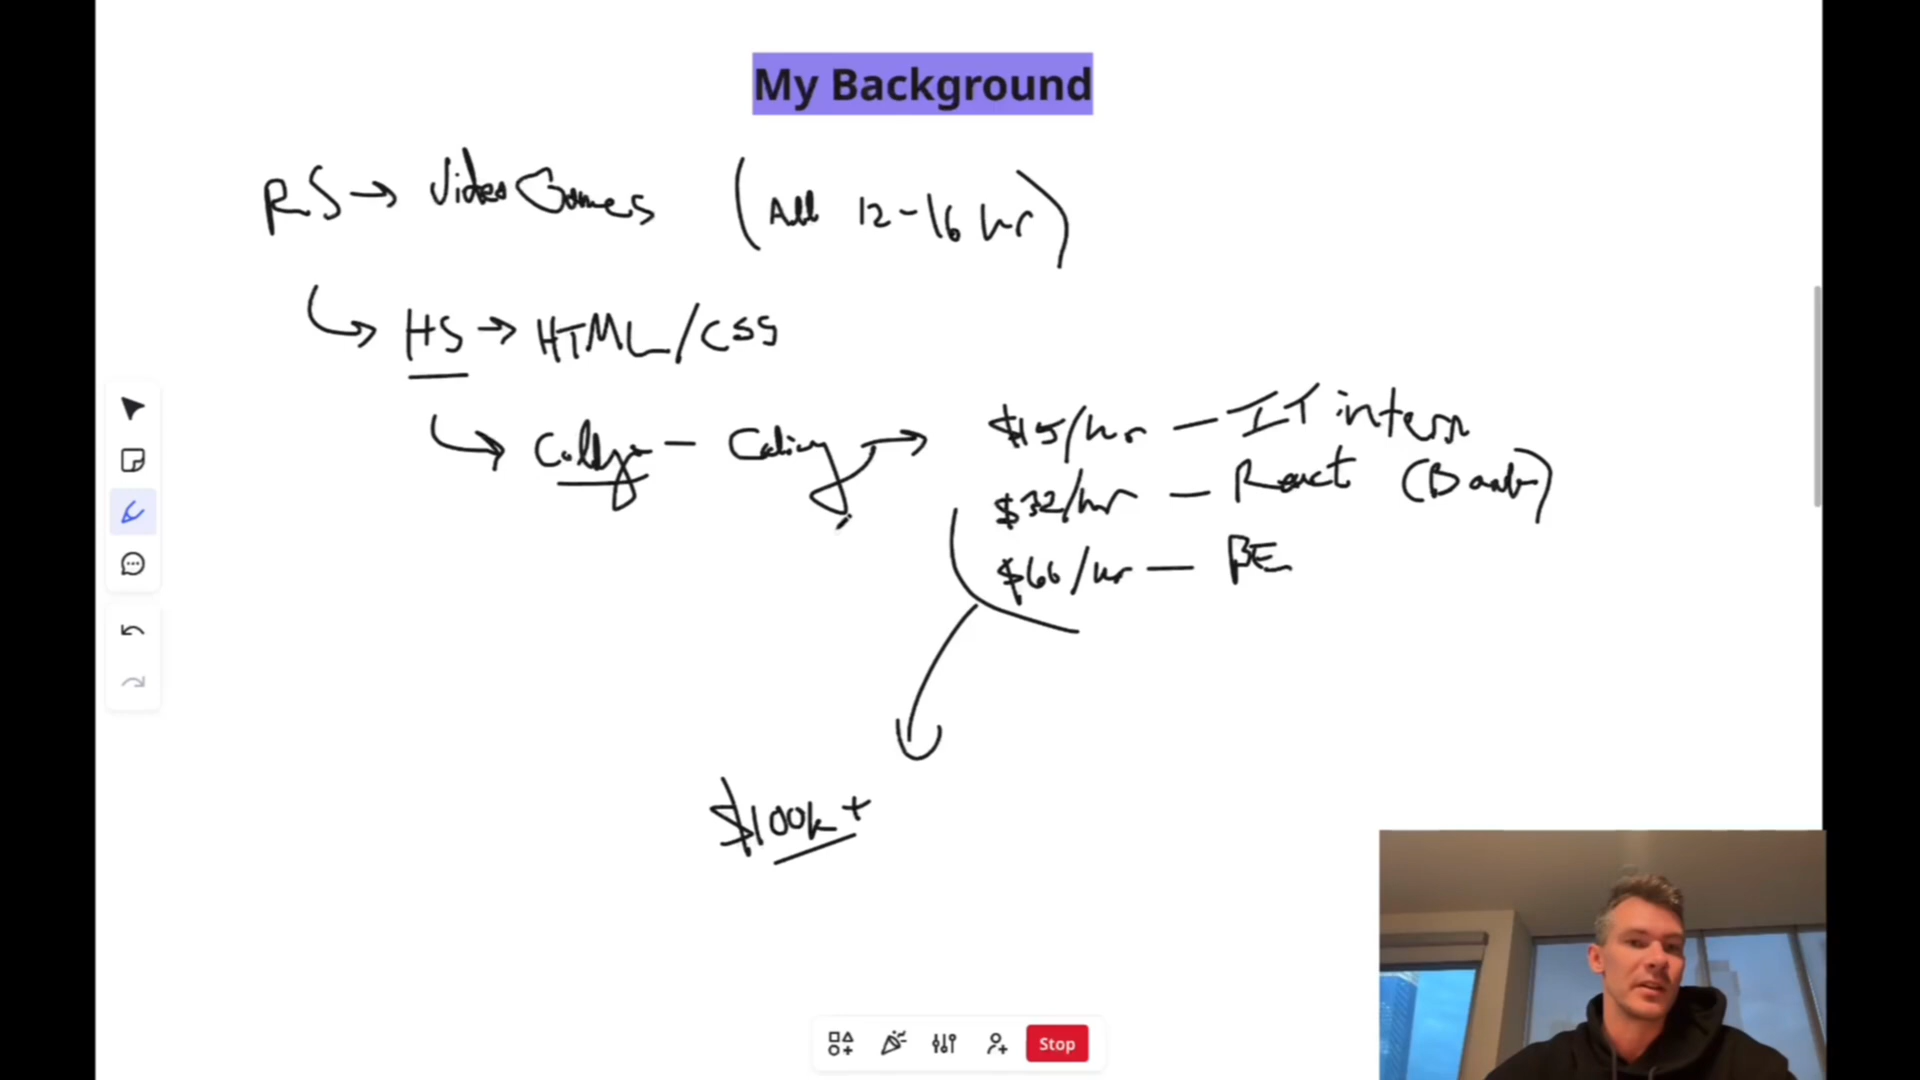 My Background
RS → Video Games (All 12-16 hr)
HS → HTML/CSS
College - Coding → $15/hr - IT intern
$32/hr - React (Bank)
$66/hr - BE
$100k+
Stop